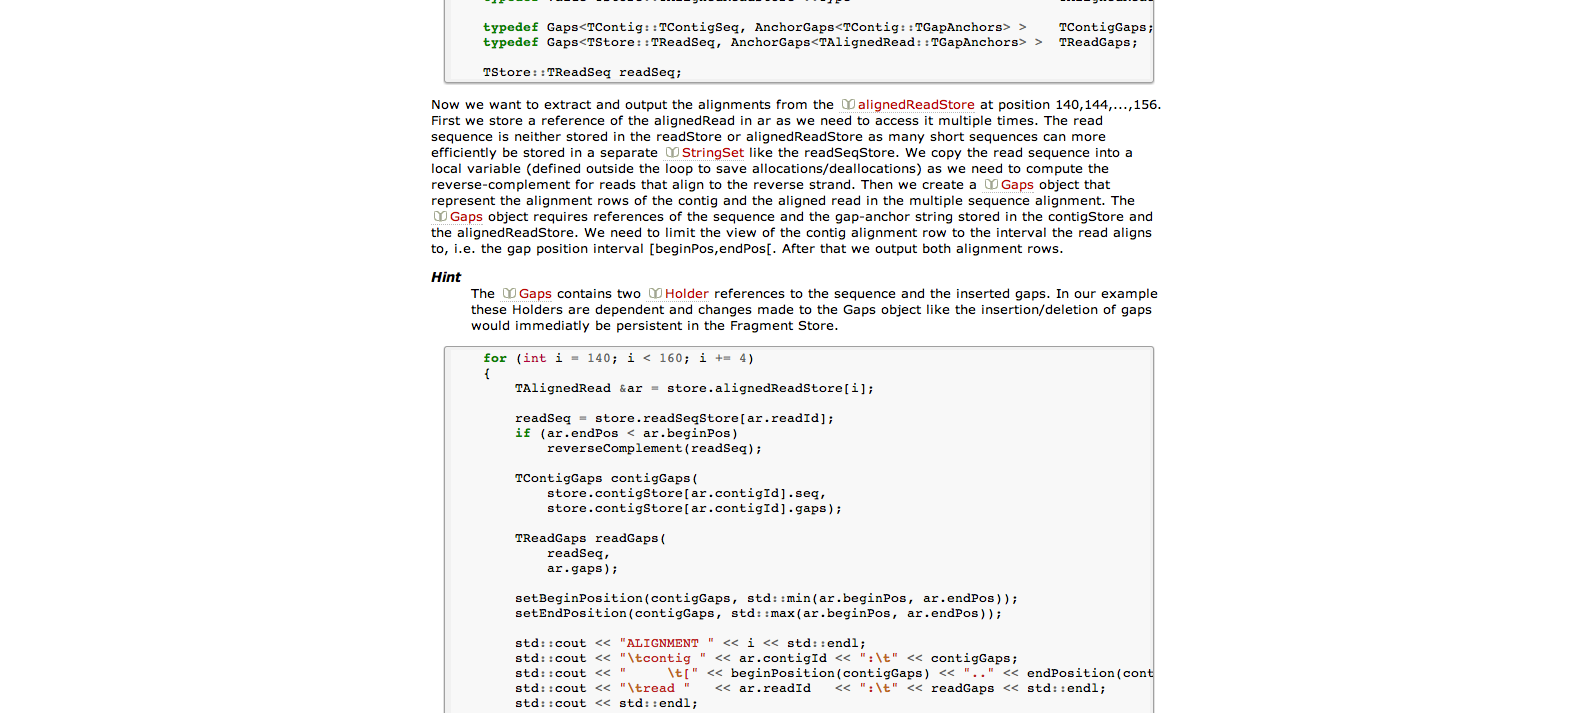 typedef Gaps<TContig::TContigSeq, AnchorGaps<TContig::TGapAnchors> >    TContigGaps;
typedef Gaps<TStore::TReadSeq, AnchorGaps<TAlignedRead::TGapAnchors> >  TReadGaps;
TStore::TReadSeq readSeq;
Now we want to extract and output the alignments from the alignedReadStore at position 140,144,...,156.
First we store a reference of the alignedRead in ar as we need to access it multiple times. The read
sequence is neither stored in the readStore or alignedReadStore as many short sequences can more
efficiently be stored in a separate StringSet like the readSeqStore. We copy the read sequence into a
local variable (defined outside the loop to save allocations/deallocations) as we need to compute the
reverse-complement for reads that align to the reverse strand. Then we create a Gaps object that
represent the alignment rows of the contig and the aligned read in the multiple sequence alignment. The
Gaps object requires references of the sequence and the gap-anchor string stored in the contigStore and
the alignedReadStore. We need to limit the view of the contig alignment row to the interval the read aligns
to, i.e. the gap position interval [beginPos,endPos[. After that we output both alignment rows.
Hint
The Gaps contains two Holder references to the sequence and the inserted gaps. In our example
these Holders are dependent and changes made to the Gaps object like the insertion/deletion of gaps
would immediatly be persistent in the Fragment Store.
for (int i = 140; i < 160; i += 4)
{
    TAlignedRead &ar = store.alignedReadStore[i];
    readSeq = store.readSeqStore[ar.readId];
    if (ar.endPos < ar.beginPos)
        reverseComplement(readSeq);
    TContigGaps contigGaps(
        store.contigStore[ar.contigId].seq,
        store.contigStore[ar.contigId].gaps);
    TReadGaps readGaps(
        readSeq,
        ar.gaps);
    setBeginPosition(contigGaps, std::min(ar.beginPos, ar.endPos));
    setEndPosition(contigGaps, std::max(ar.beginPos, ar.endPos));
    std::cout << "ALIGNMENT " << i << std::endl;
    std::cout << "\tcontig " << ar.contigId << ":\t" << contigGaps;
    std::cout << "     \t[" << beginPosition(contigGaps) << ".." << endPosition(cont
    std::cout << "\tread "   << ar.readId   << ":\t" << readGaps << std::endl;
    std::cout << std::endl;